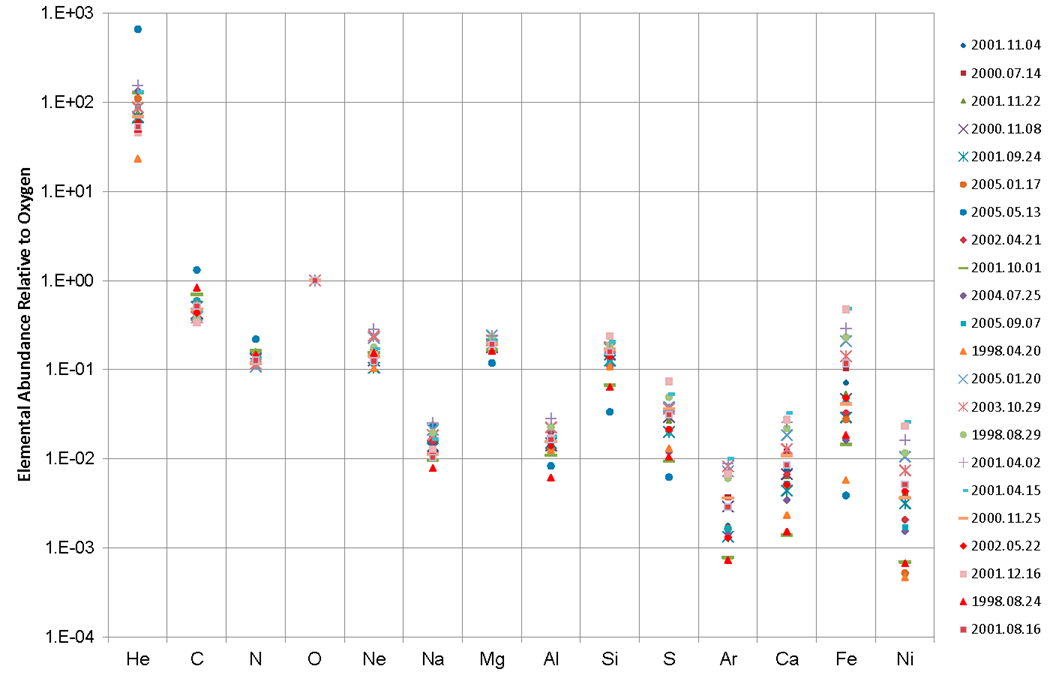 1.E+03
1.E+02
1.E+01
1.E+00
1.E-01
1.E-02
1.E-03
1.E-04
Elemental Abundance Relative to Oxygen
He C N O Ne Na Mg Al Si S Ar Ca Fe Ni
2001.11.04
2000.07.14
2001.11.22
2000.11.08
2001.09.24
2005.01.17
2005.05.13
2002.04.21
2001.10.01
2004.07.25
2005.09.07
1998.04.20
2005.01.20
2003.10.29
1998.08.29
2001.04.02
2001.04.15
2000.11.25
2002.05.22
2001.12.16
1998.08.24
2001.08.16